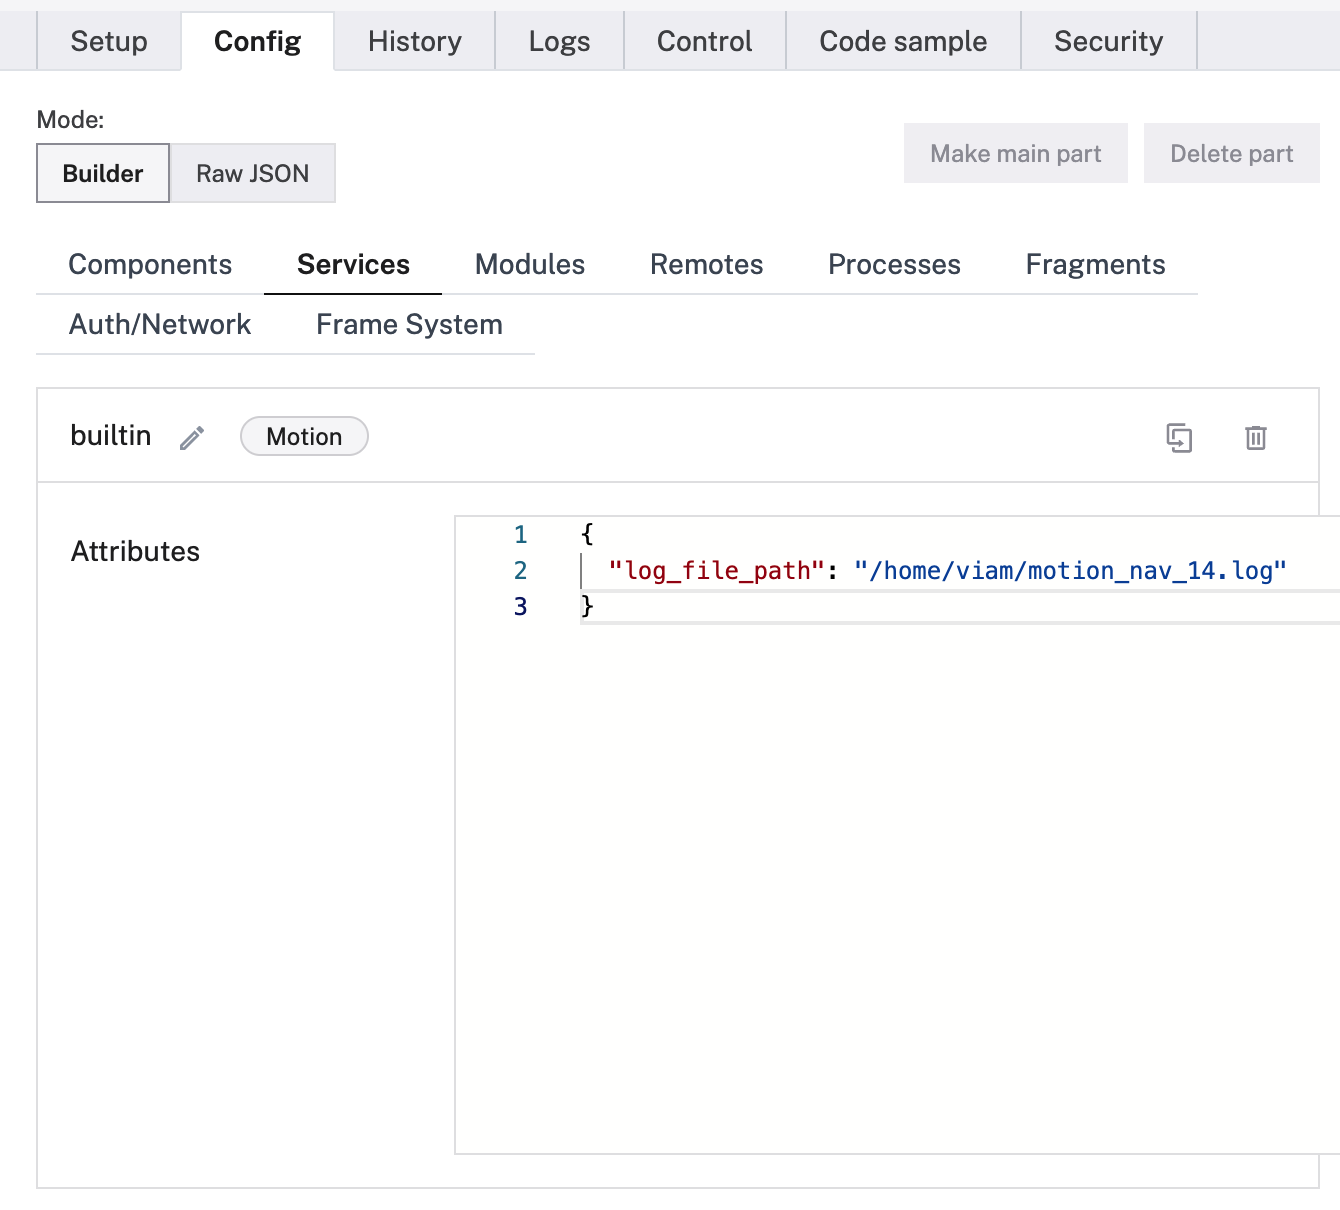 Setup Config History Logs Control Code sample Security
Mode:
Builder Raw JSON Make main part Delete part
Components Services Modules Remotes Processes Fragments
Auth/Network Frame System
builtin Motion
Attributes
1 {
2 "log_file_path": "/home/viam/motion_nav_14.log"
3 }